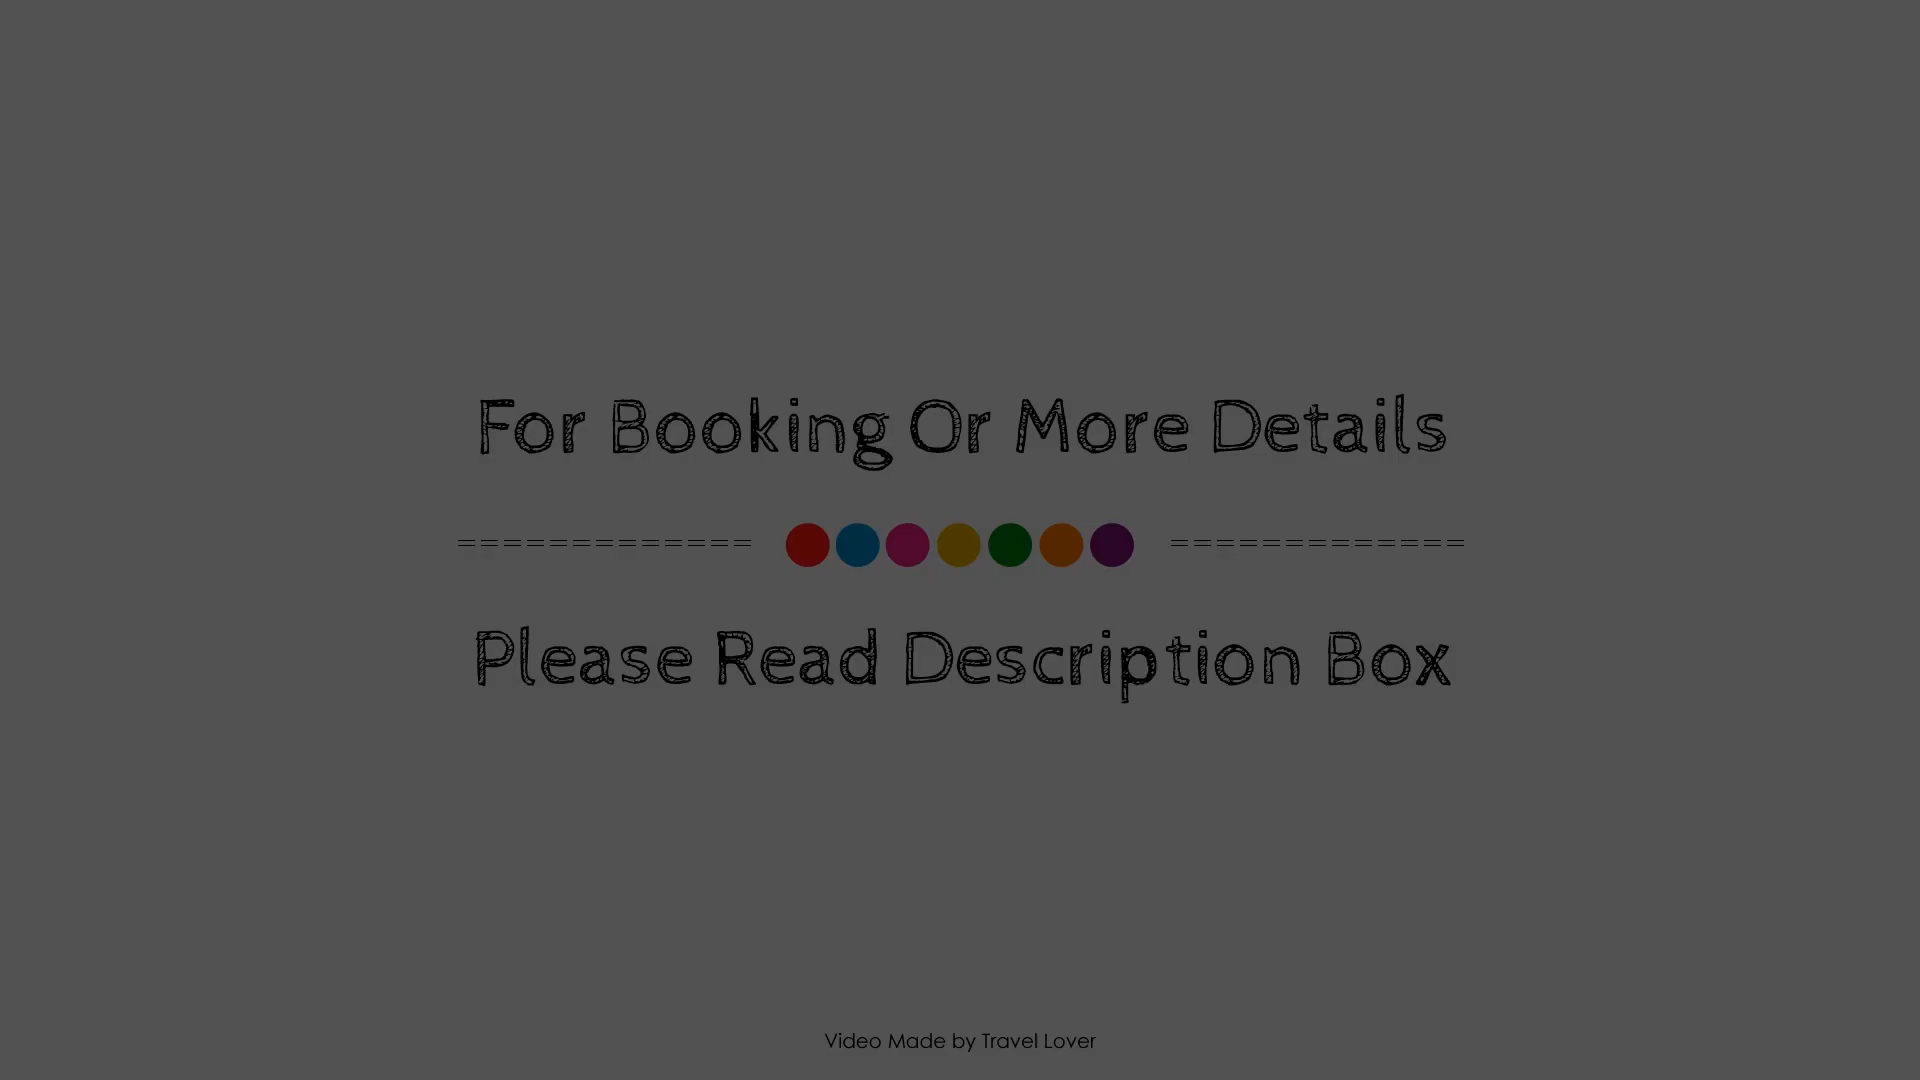 For Booking Or More Details
============= =============
Please Read Description Box
Video Made by Travel Lover